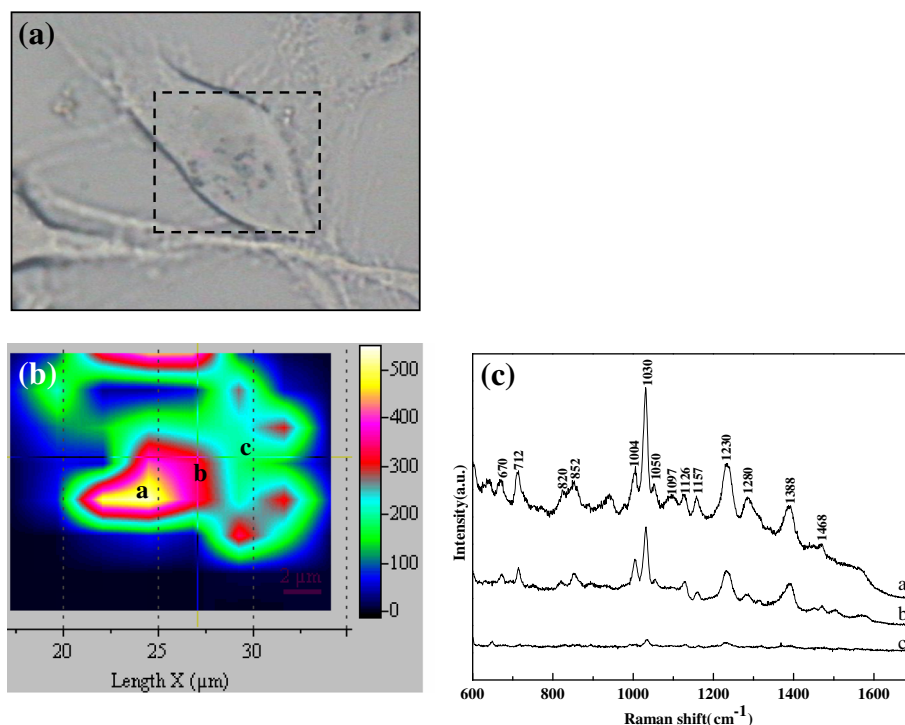 (a)
(b)
500
400
300
200
100
0
a
b
c
2 μm
20 25 30
Length X (μm)
(c)
670
712
820
852
1004
1030
1050
1097
1126
1157
1230
1280
1388
1468
a
b
c
Intensity(a.u.)
600 800 1000 1200 1400 1600
Raman shift(cm⁻¹)